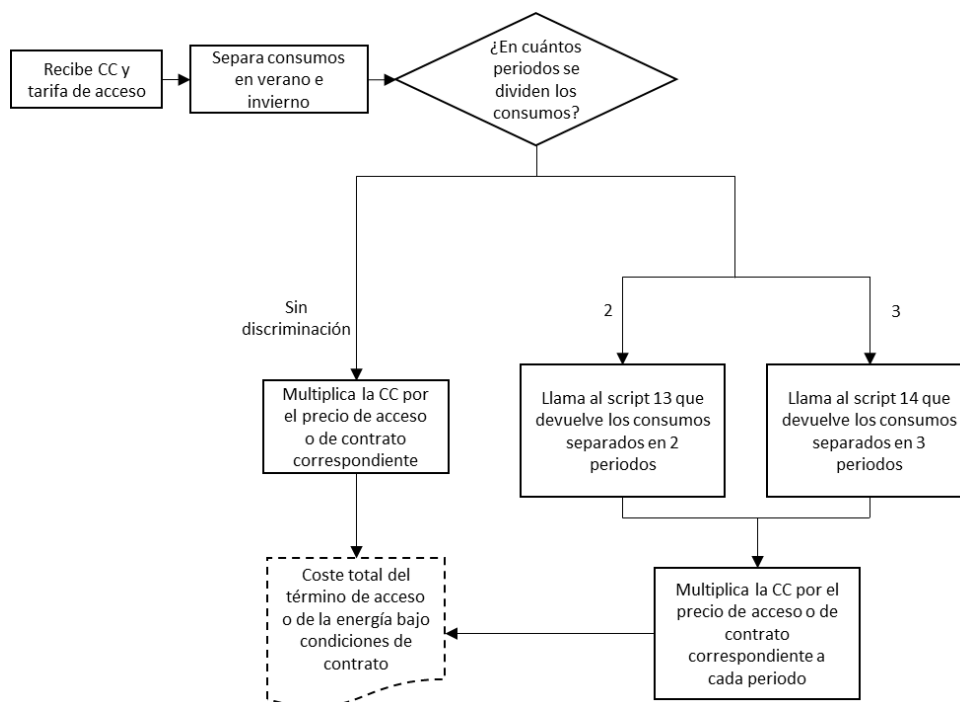 Recibe CC y
tarifa de acceso
Separa consumos
en verano e
invierno
¿En cuántos
periodos se
dividen los
consumos?
Sin
discriminación
2
3
Multiplica la CC por
el precio de acceso
o de contrato
correspondiente
Llama al script 13 que
devuelve los consumos
separados en 2
periodos
Llama al script 14 que
devuelve los consumos
separados en 3
periodos
Coste total del
término de acceso
o de la energía bajo
condiciones de
contrato
Multiplica la CC por el
precio de acceso o de
contrato
correspondiente a
cada periodo